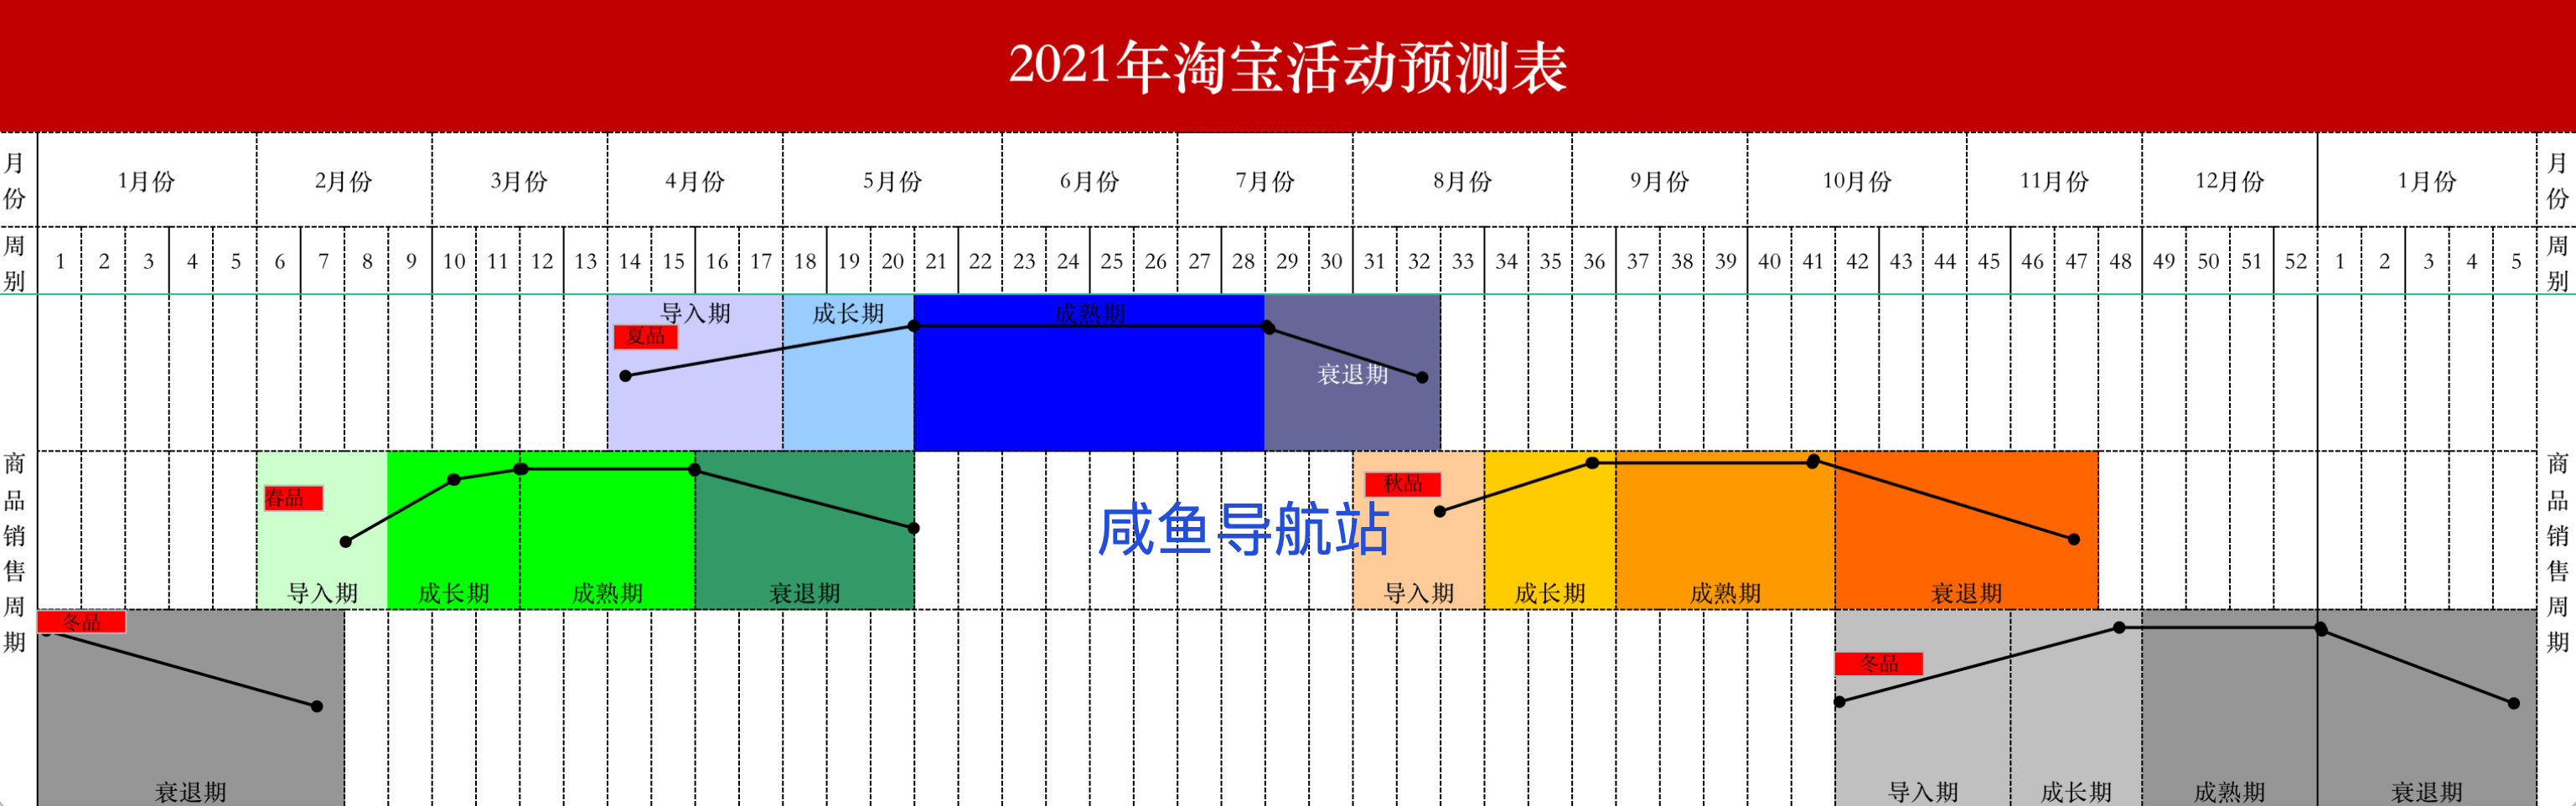 2021年淘宝活动预测表
月份 1月份 2月份 3月份 4月份 5月份 6月份 7月份 8月份 9月份 10月份 11月份 12月份 1月份 月份
周别 1 2 3 4 5 6 7 8 9 10 11 12 13 14 15 16 17 18 19 20 21 22 23 24 25 26 27 28 29 30 31 32 33 34 35 36 37 38 39 40 41 42 43 44 45 46 47 48 49 50 51 52 1 2 3 4 5 周别
商品销售周期
导入期 成长期 成熟期
夏品
衰退期
春品 秋品
咸鱼导航站
导入期 成长期 成熟期 衰退期 导入期 成长期 成熟期 衰退期
冬品
冬品
衰退期 导入期 成长期 成熟期 衰退期
商品销售周期